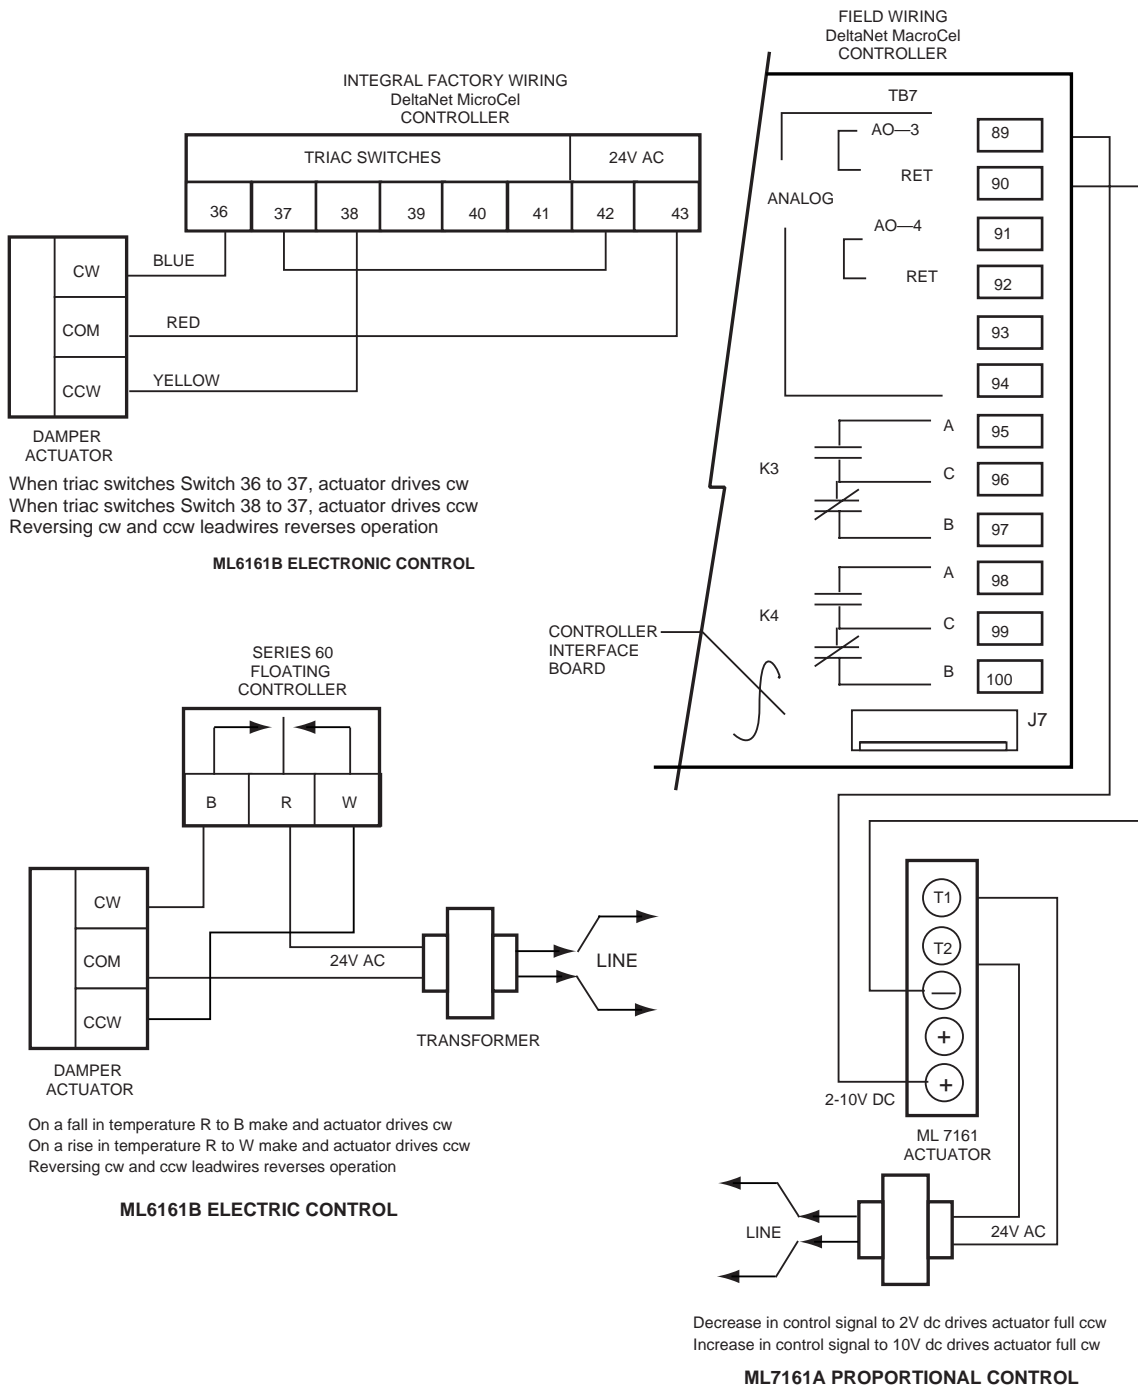 FIELD WIRING
DeltaNet MacroCel
CONTROLLER
INTEGRAL FACTORY WIRING
DeltaNet MicroCel
CONTROLLER
TRIAC SWITCHES
24V AC
36
37
38
39
40
41
42
43
CW
BLUE
COM
RED
CCW
YELLOW
DAMPER
ACTUATOR
When triac switches Switch 36 to 37, actuator drives cw
When triac switches Switch 38 to 37, actuator drives ccw
Reversing cw and ccw leadwires reverses operation
ML6161B ELECTRONIC CONTROL
TB7
AO—3
89
RET
90
ANALOG
AO—4
91
RET
92
93
94
A
95
K3
C
96
B
97
A
98
K4
C
99
B
100
CONTROLLER
INTERFACE
BOARD
J7
SERIES 60
FLOATING
CONTROLLER
B
R
W
CW
COM
CCW
24V AC
LINE
TRANSFORMER
DAMPER
ACTUATOR
On a fall in temperature R to B make and actuator drives cw
On a rise in temperature R to W make and actuator drives ccw
Reversing cw and ccw leadwires reverses operation
ML6161B ELECTRIC CONTROL
T1
T2
—
+
+
2-10V DC
ML 7161
ACTUATOR
LINE
24V AC
Decrease in control signal to 2V dc drives actuator full ccw
Increase in control signal to 10V dc drives actuator full cw
ML7161A PROPORTIONAL CONTROL